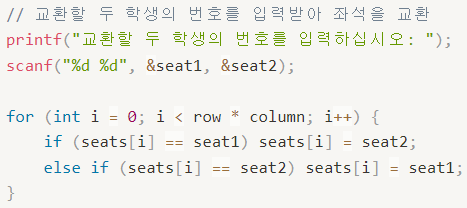 // 교환할 두 학생의 번호를 입력받아 좌석을 교환
printf("교환할 두 학생의 번호를 입력하십시오: ");
scanf("%d %d", &seat1, &seat2);

for (int i = 0; i < row * column; i++) {
    if (seats[i] == seat1) seats[i] = seat2;
    else if (seats[i] == seat2) seats[i] = seat1;
}